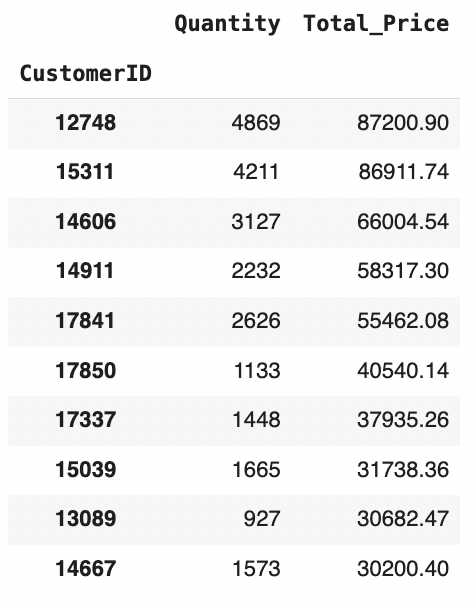 Quantity Total_Price
CustomerID
12748 4869 87200.90
15311 4211 86911.74
14606 3127 66004.54
14911 2232 58317.30
17841 2626 55462.08
17850 1133 40540.14
17337 1448 37935.26
15039 1665 31738.36
13089 927 30682.47
14667 1573 30200.40